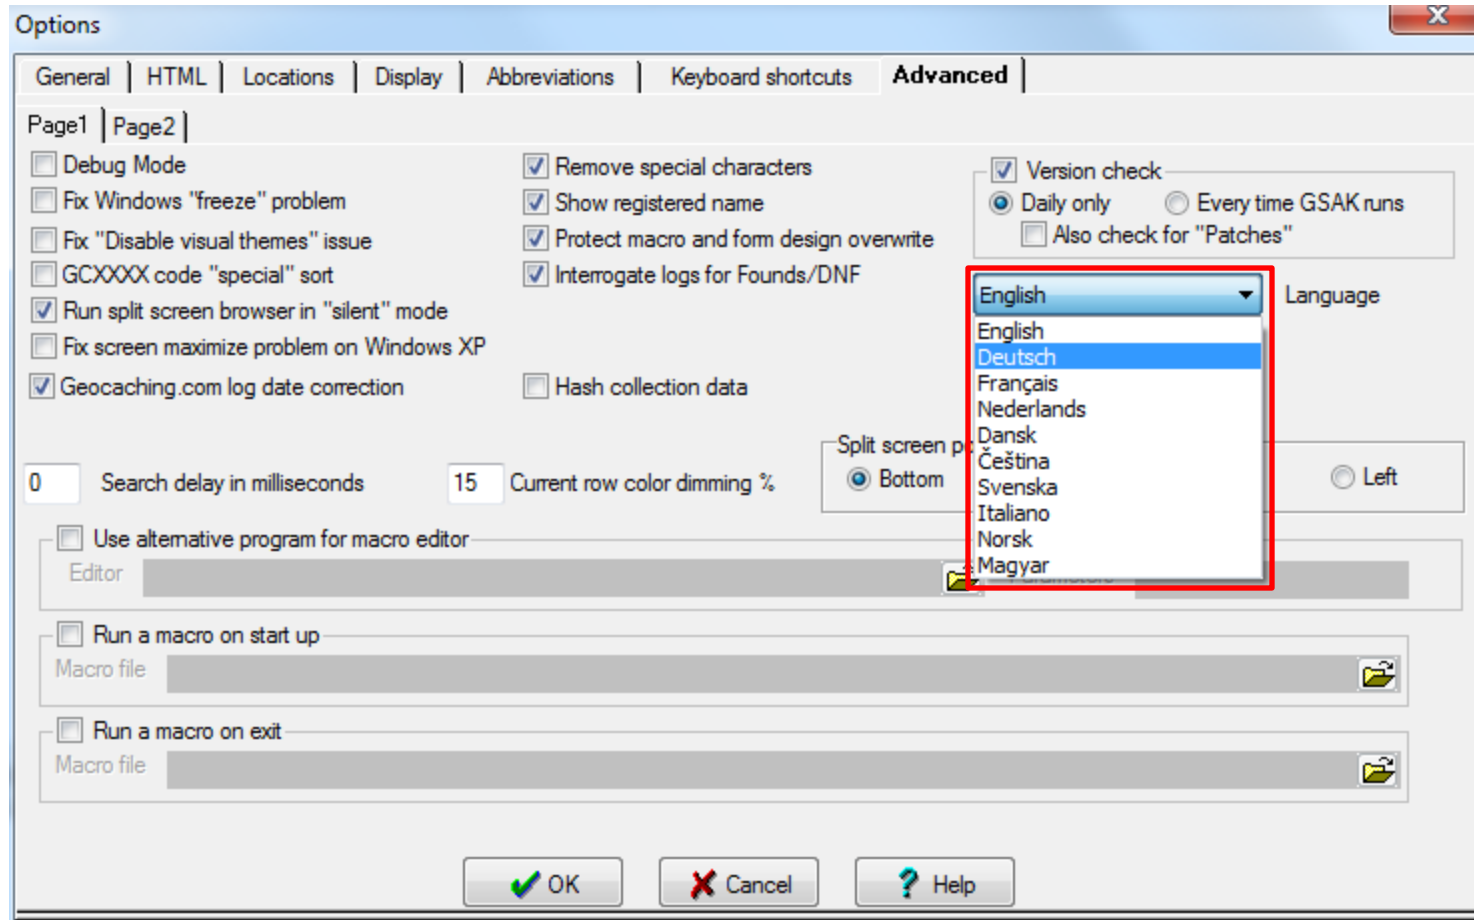 Options
General HTML Locations Display Abbreviations Keyboard shortcuts Advanced
Page1 Page2
Debug Mode
Fix Windows "freeze" problem
Fix "Disable visual themes" issue
GCXXXX code "special" sort
Run split screen browser in "silent" mode
Fix screen maximize problem on Windows XP
Geocaching.com log date correction
Remove special characters
Show registered name
Protect macro and form design overwrite
Interrogate logs for Founds/DNF
Hash collection data
Version check
Daily only Every time GSAK runs
Also check for "Patches"
English Language
English
Deutsch
Français
Nederlands
Dansk
Čeština
Svenska
Italiano
Norsk
Magyar
0 Search delay in milliseconds 15 Current row color dimming %
Split screen
Bottom Left
Use alternative program for macro editor
Editor
Run a macro on start up
Macro file
Run a macro on exit
Macro file
OK Cancel Help